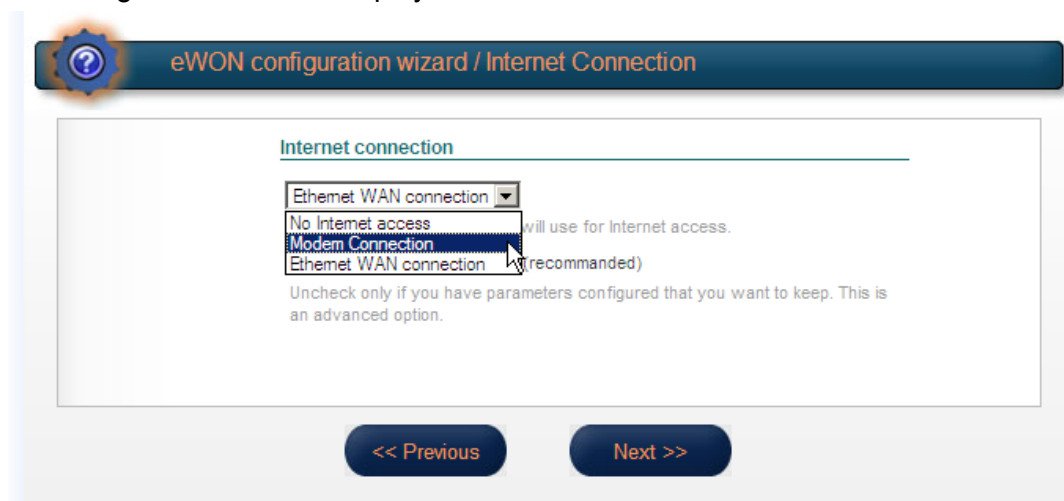 eWON configuration wizard / Internet Connection
Internet connection
Ethernet WAN connection
No Internet access
will use for Internet access.
Modem Connection
Ethernet WAN connection
(recommanded)
Uncheck only if you have parameters configured that you want to keep. This is
an advanced option.
<< Previous
Next >>